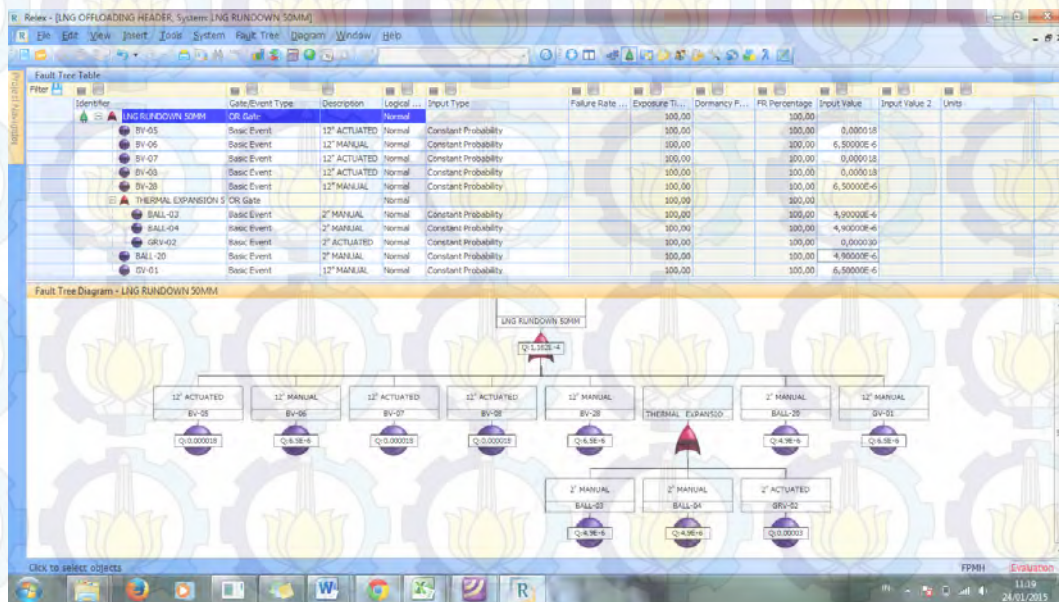 Relex - [LNG OFFLOADING HEADER, System: LNG RUNDOWN 50MM]
File Edit View Insert Tools System Fault Tree Diagram Window Help
Project Navigator
Fault Tree Table
Filter
Identifier Gate/Event Type Description Logical ... Input Type Failure Rate ... Exposure Ti... Dormancy F... FR Percentage Input Value Input Value 2 Units
LNG RUNDOWN 50MM OR Gate Normal 100,00 100,00
BV-05 Basic Event 12" ACTUATED Normal Constant Probability 100,00 100,00 0,000018
BV-06 Basic Event 12" MANUAL Normal Constant Probability 100,00 100,00 6,50000E-6
BV-07 Basic Event 12" ACTUATED Normal Constant Probability 100,00 100,00 0,000018
BV-08 Basic Event 12" ACTUATED Normal Constant Probability 100,00 100,00 0,000018
BV-28 Basic Event 12" MANUAL Normal Constant Probability 100,00 100,00 6,50000E-6
THERMAL EXPANSION S OR Gate Normal 100,00 100,00
BALL-03 Basic Event 2" MANUAL Normal Constant Probability 100,00 100,00 4,90000E-6
BALL-04 Basic Event 2" MANUAL Normal Constant Probability 100,00 100,00 4,90000E-6
GRV-02 Basic Event 2" ACTUATED Normal Constant Probability 100,00 100,00 0,000030
BALL-20 Basic Event 2" MANUAL Normal Constant Probability 100,00 100,00 4,90000E-6
GV-01 Basic Event 12" MANUAL Normal Constant Probability 100,00 100,00 6,50000E-6
Fault Tree Diagram - LNG RUNDOWN 50MM
LNG RUNDOWN 50MM
Q:1,182E-4
12" ACTUATED 12" MANUAL 12" ACTUATED 12" ACTUATED 12" MANUAL 2" MANUAL 12" MANUAL
BV-05 BV-06 BV-07 BV-08 BV-28 THERMAL EXPANSIO BALL-20 GV-01
Q:0.000018 Q:6.5E-6 Q:0.000018 Q:0.000018 Q:6.5E-6 Q:4.9E-6 Q:6.5E-6
2" MANUAL 2" MANUAL 2" ACTUATED
BALL-03 BALL-04 GRV-02
Q:4.9E-6 Q:4.9E-6 Q:0.00003
Click to select objects FPMH Evaluation
11:19
24/01/2015